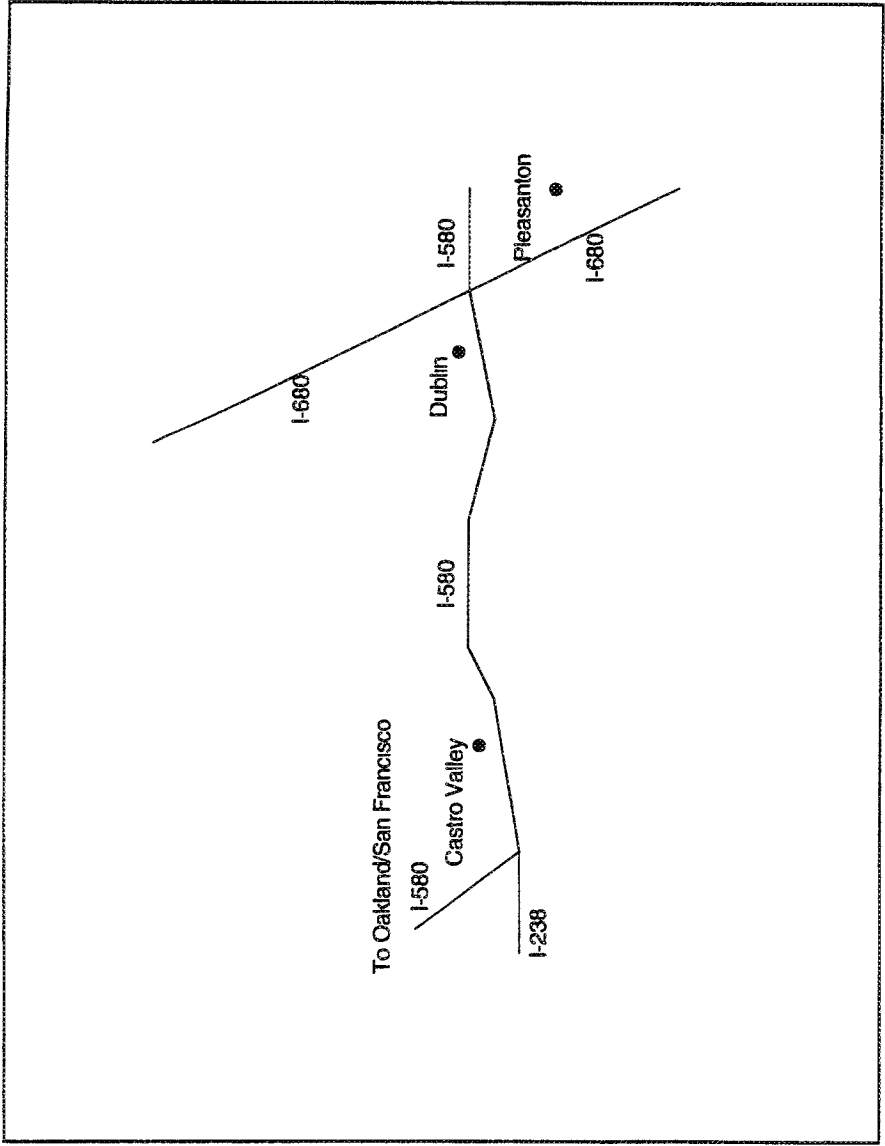 To Oakland/San Francisco
I-580
Castro Valley
I-238
I-580
I-680
Dublin
I-580
Pleasanton
I-680